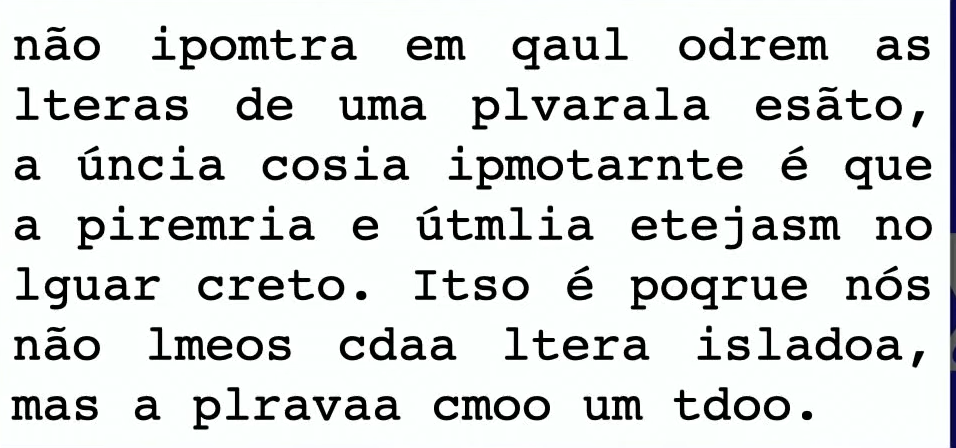 não ipomtra em qaul odrem as
lteras de uma plvarala esãto,
a úncia cosia ipmotarnte é que
a piremria e útmlia etejasm no
lguar creto. Itso é poqrue nós
não lmeos cdaa ltera isladoa,
mas a plravaa cmoo um tdoo.